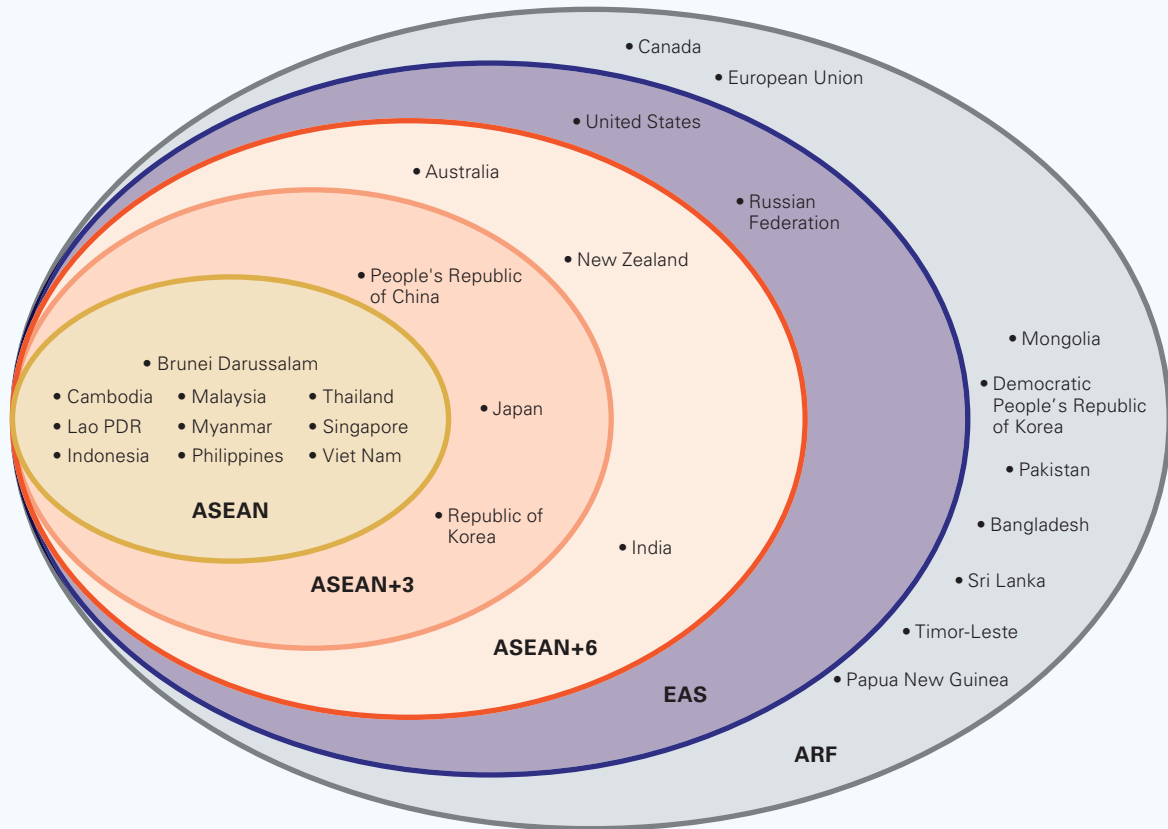 • Canada
• European Union
• United States
• Australia
• Russian
Federation
• New Zealand
• People's Republic
of China
• Mongolia
• Brunei Darussalam
• Democratic
People’s Republic
of Korea
• Cambodia • Malaysia • Thailand
• Japan
• Lao PDR • Myanmar • Singapore
• Indonesia • Philippines • Viet Nam
• Pakistan
ASEAN
• Republic of
Korea
• Bangladesh
• India
ASEAN+3
• Sri Lanka
• Timor-Leste
ASEAN+6
• Papua New Guinea
EAS
ARF